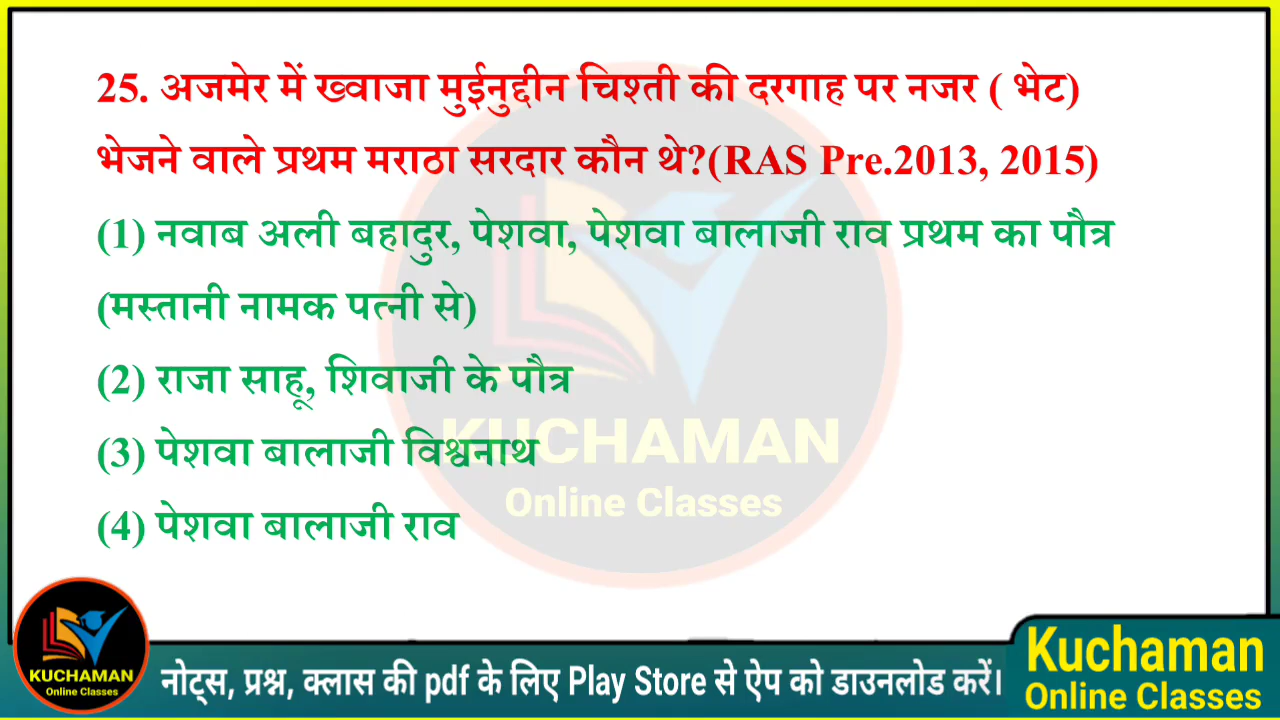 25. अजमेर में ख्वाजा मुईनुद्दीन चिश्ती की दरगाह पर नजर ( भेट)
भेजने वाले प्रथम मराठा सरदार कौन थे?(RAS Pre.2013, 2015)
(1) नवाब अली बहादुर, पेशवा, पेशवा बालाजी राव प्रथम का पौत्र
(मस्तानी नामक पत्नी से)
(2) राजा साहू, शिवाजी के पौत्र
(3) पेशवा बालाजी विश्वनाथ
(4) पेशवा बालाजी राव
KUCHAMAN
Online Classes
KUCHAMAN
Online Classes
नोट्स, प्रश्न, क्लास की pdf के लिए Play Store से ऐप को डाउनलोड करें।
Kuchaman
Online Classes